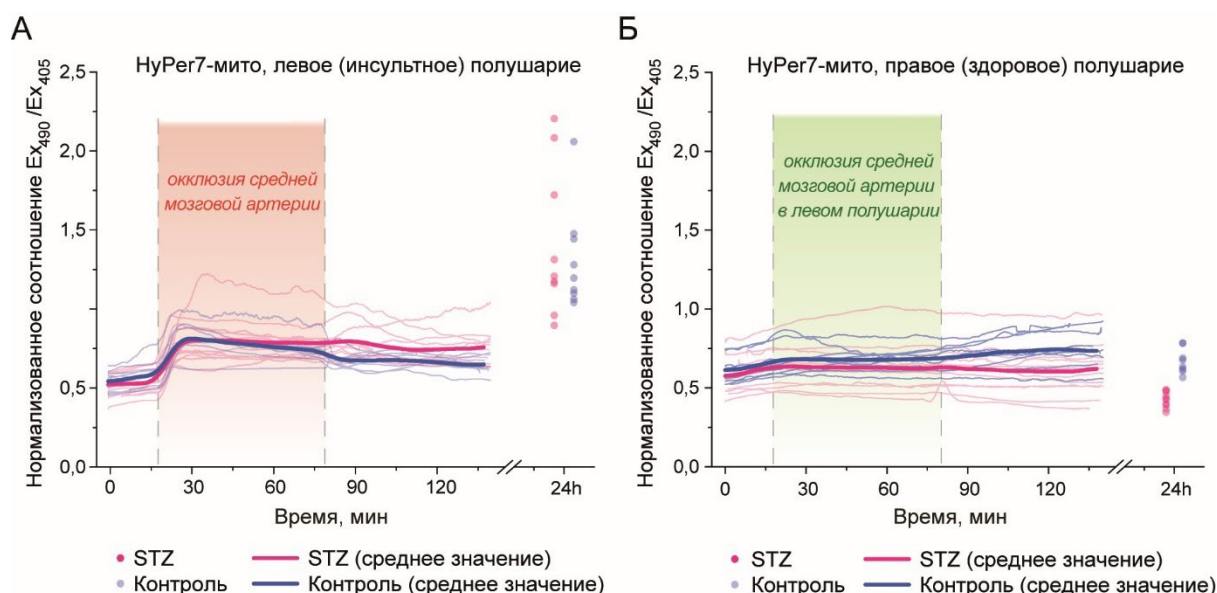 А
HyPer7-мито, левое (инсультное) полушарие
Нормализованное соотношение Ex490 /Ex405
2,5
2,0
1,5
1,0
0,5
0,0
окклюзия средней
мозговой артерии
0
30
60
90
120
24h
Время, мин
STZ
STZ (среднее значение)
Контроль
Контроль (среднее значение)
Б
HyPer7-мито, правое (здоровое) полушарие
Нормализованное соотношение Ex490 /Ex405
2,5
2,0
1,5
1,0
0,5
0,0
окклюзия средней
мозговой артерии
в левом полушарии
0
30
60
90
120
24h
Время, мин
STZ
STZ (среднее значение)
Контроль
Контроль (среднее значение)